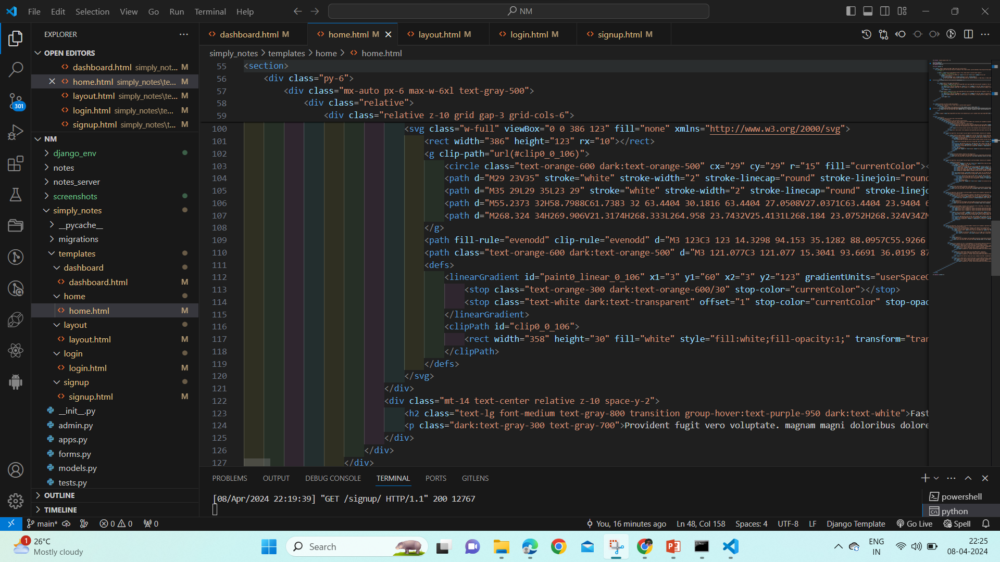 File Edit Selection View Go Run Terminal Help
NM
EXPLORER
OPEN EDITORS
dashboard.html simply_not... M
home.html simply_notes\te... M
layout.html simply_notes\te... M
login.html simply_notes\te... M
signup.html simply_notes\t... M
NM
django_env
notes
notes_server
screenshots
simply_notes
__pycache__
migrations
templates
dashboard
dashboard.html M
home
home.html M
layout
layout.html M
login
login.html M
signup
signup.html M
__init__.py
admin.py
apps.py
forms.py
models.py
tests.py
OUTLINE
TIMELINE
301
dashboard.html M home.html M layout.html M login.html M signup.html M
simply_notes > templates > home > home.html
55 <section>
56 <div class="py-6">
57 <div class="mx-auto px-6 max-w-6xl text-gray-500">
58 <div class="relative">
59 <div class="relative z-10 grid gap-3 grid-cols-6">
100 <svg class="w-full" viewBox="0 0 386 123" fill="none" xmlns="http://www.w3.org/2000/svg">
101 <rect width="386" height="123" rx="10"></rect>
102 <g clip-path="url(#clip0_0_106)">
103 <circle class="text-orange-600 dark:text-orange-500" cx="29" cy="29" r="15" fill="currentColor"><
104 <path d="M29 23V35" stroke="white" stroke-width="2" stroke-linecap="round" stroke-linejoin="round
105 <path d="M35 29L29 35L23 29" stroke="white" stroke-width="2" stroke-linecap="round" stroke-linejo
106 <path d="M55.2373 32H58.7988C61.7383 32 63.4404 30.1816 63.4404 27.0508V27.0371C63.4404 23.9404 6
107 <path d="M268.324 34H269.906V21.3174H268.333L264.958 23.7432V25.4131L268.184 23.0752H268.324V34ZM
108 </g>
109 <path fill-rule="evenodd" clip-rule="evenodd" d="M3 123C3 123 14.3298 94.153 35.1282 88.0957C55.9266
110 <path class="text-orange-600 dark:text-orange-500" d="M3 121.077C3 121.077 15.3041 93.6691 36.0195 87
111 <defs>
112 <linearGradient id="paint0_linear_0_106" x1="3" y1="60" x2="3" y2="123" gradientUnits="userSpaceO
113 <stop class="text-orange-300 dark:text-orange-600/30" stop-color="currentColor"></stop>
114 <stop class="text-white dark:text-transparent" offset="1" stop-color="currentColor" stop-opac
115 </linearGradient>
116 <clipPath id="clip0_0_106">
117 <rect width="358" height="30" fill="white" style="fill:white;fill-opacity:1;" transform="tran
118 </clipPath>
119 </defs>
120 </svg>
121 </div>
122 <div class="mt-14 text-center relative z-10 space-y-2">
123 <h2 class="text-lg font-medium text-gray-800 transition group-hover:text-purple-950 dark:text-white">Fast
124 <p class="dark:text-gray-300 text-gray-700">Provident fugit vero voluptate. magnam magni doloribus dolore
125 </div>
126 </div>
127 </div>
PROBLEMS OUTPUT DEBUG CONSOLE TERMINAL PORTS GITLENS
[08/Apr/2024 22:19:39] "GET /signup/ HTTP/1.1" 200 12767
powershell
python
main* 0 0 0 You, 16 minutes ago Ln 48, Col 158 Spaces: 4 UTF-8 LF Django Template Go Live Spell
1
26°C
Mostly cloudy
Search
ENG
IN
22:25
08-04-2024